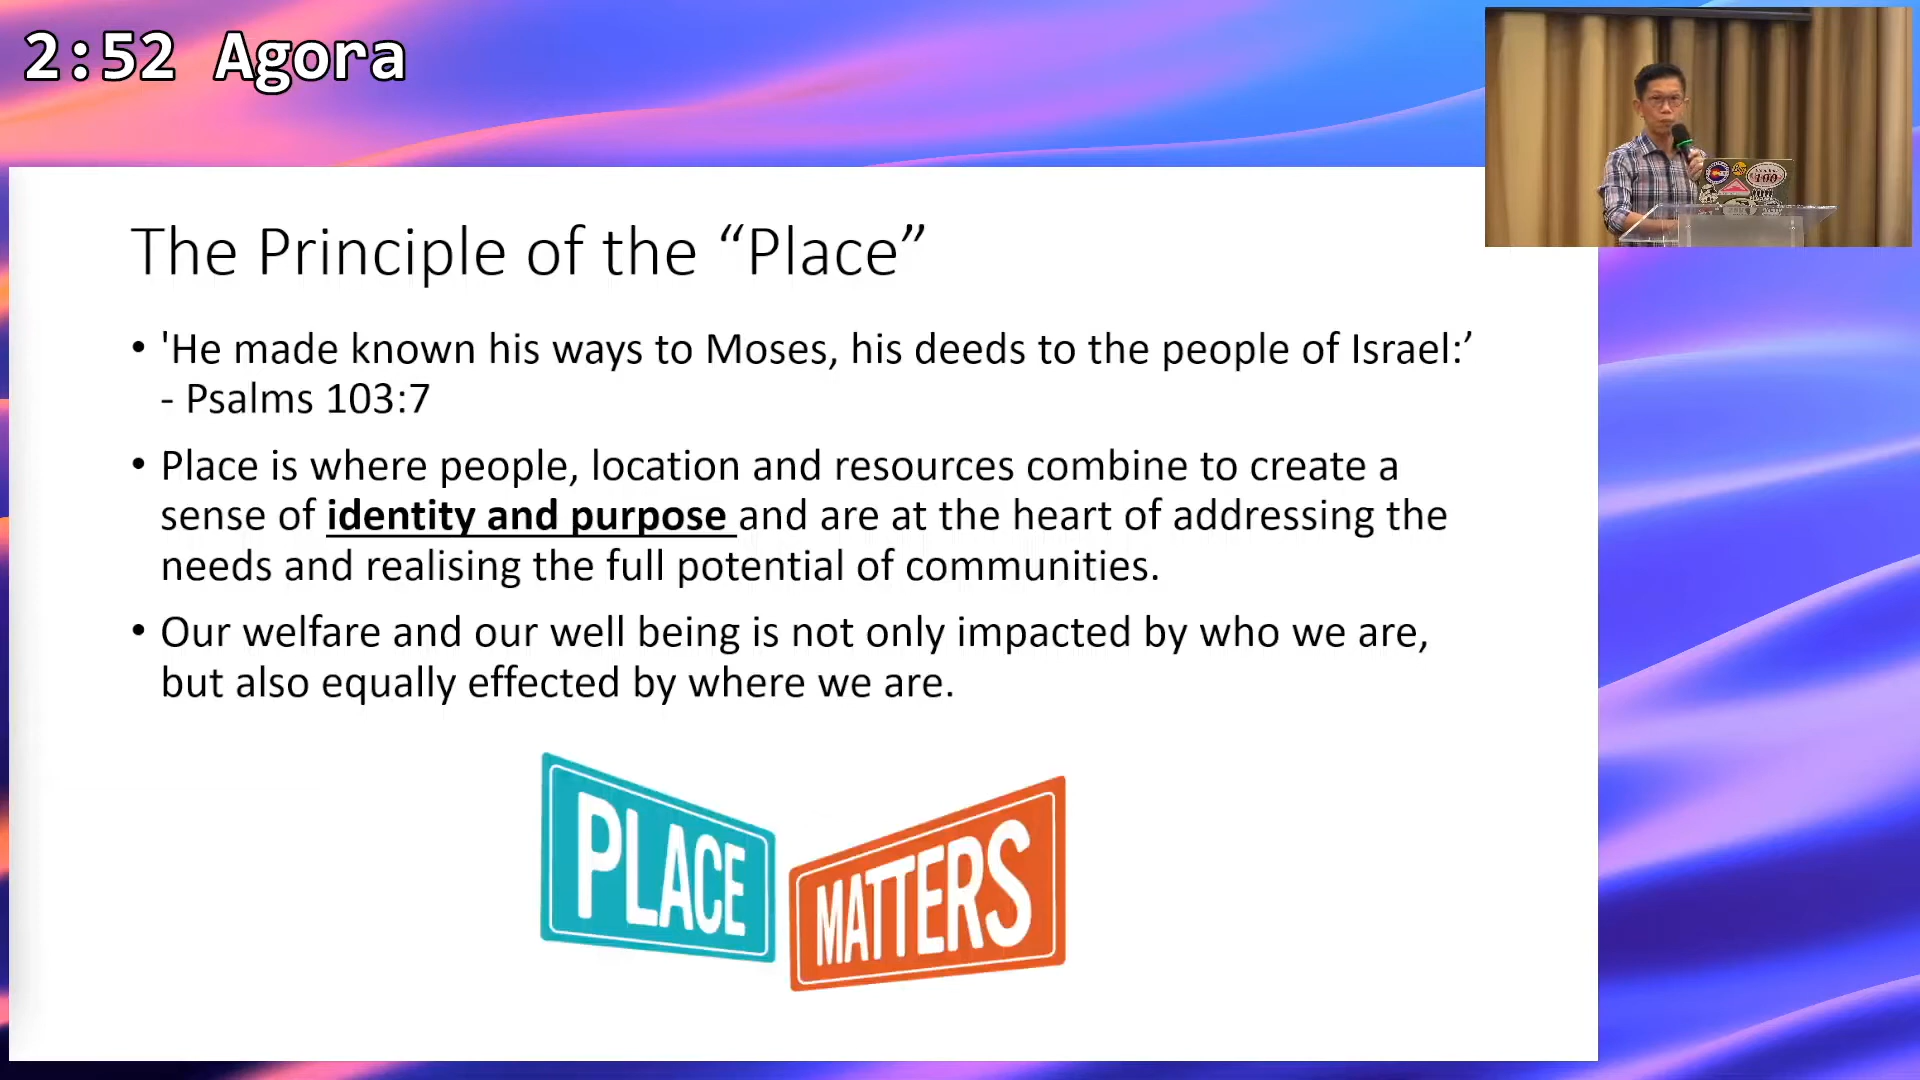 2:52 Agora
The Principle of the “Place”
• 'He made known his ways to Moses, his deeds to the people of Israel:’
- Psalms 103:7
• Place is where people, location and resources combine to create a
sense of identity and purpose and are at the heart of addressing the
needs and realising the full potential of communities.
• Our welfare and our well being is not only impacted by who we are,
but also equally effected by where we are.
PLACE
MATTERS
100